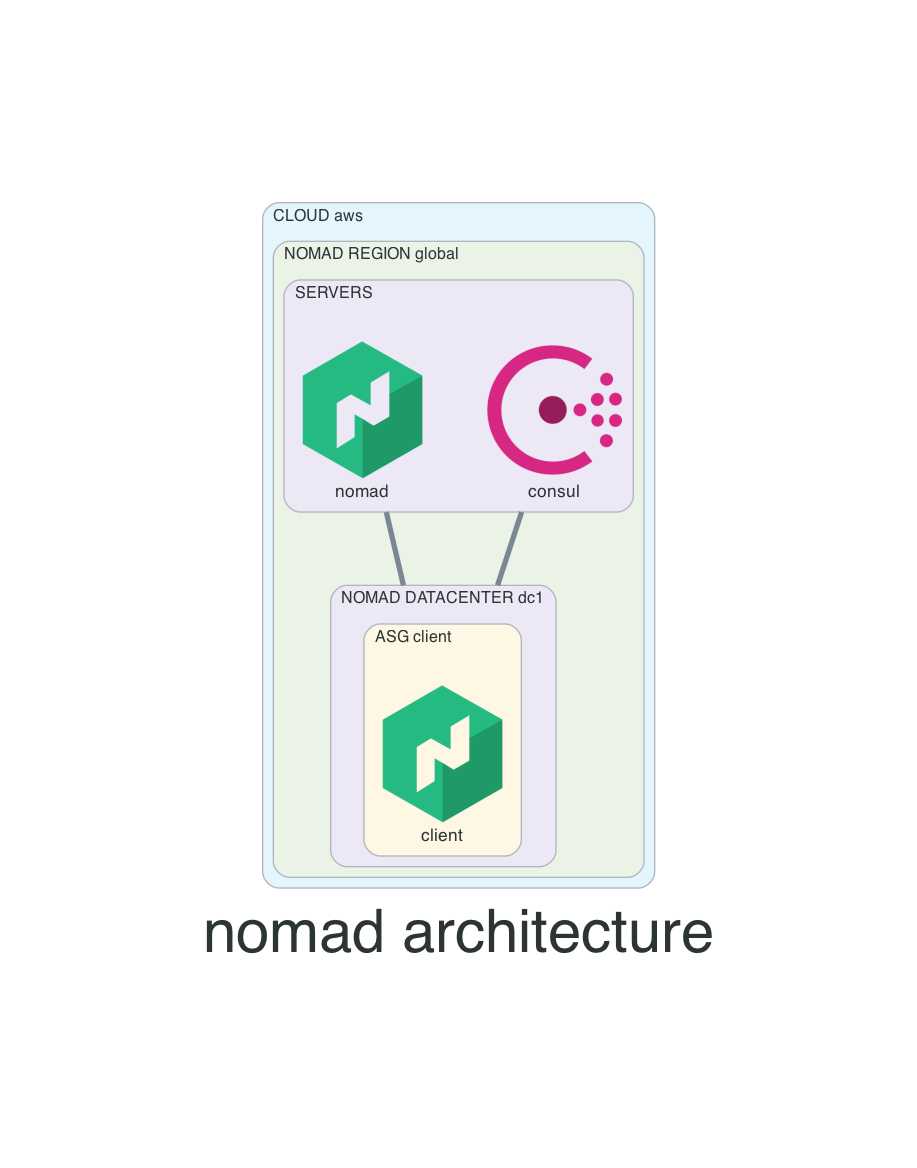 CLOUD aws
NOMAD REGION global
SERVERS
nomad
consul
NOMAD DATACENTER dc1
ASG client
client
nomad architecture